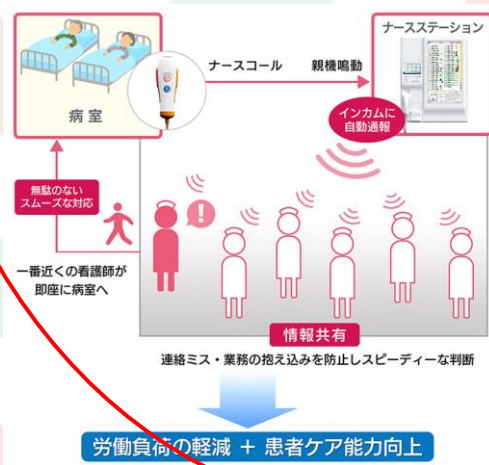 ナースステーション
ナースコール
親機鳴動
病室
インカムに
自動通報
無駄のない
スムーズな対応
!
一番近くの看護師が
即座に病室へ
情報共有
連絡ミス・業務の抱え込みを防止しスピーディーな判断
労働負荷の軽減 + 患者ケア能力向上